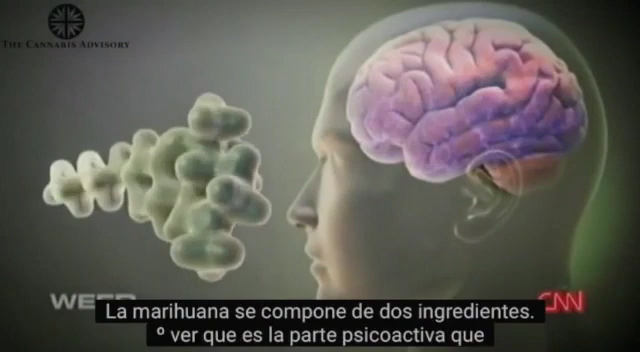 THE CANNABIS ADVISORY
WEED
CNN
La marihuana se compone de dos ingredientes.
º ver que es la parte psicoactiva que